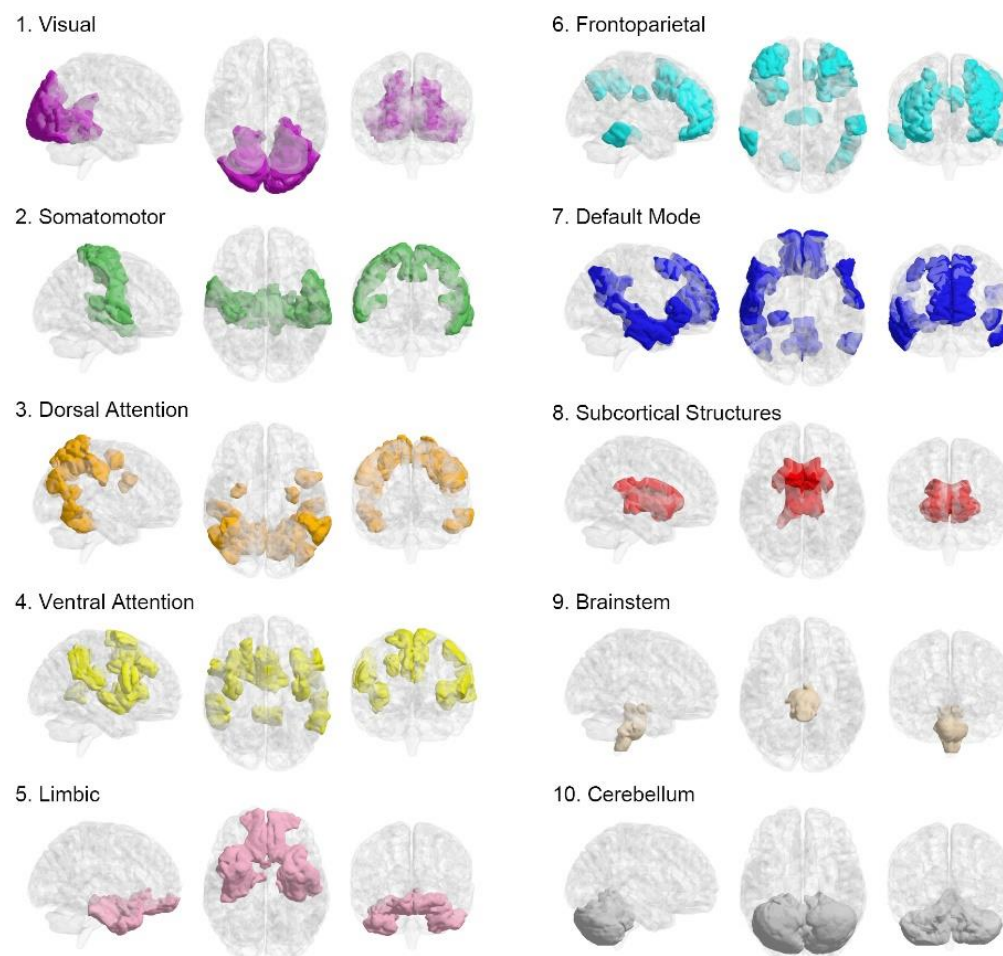 1. Visual
2. Somatomotor
3. Dorsal Attention
4. Ventral Attention
5. Limbic
6. Frontoparietal
7. Default Mode
8. Subcortical Structures
9. Brainstem
10. Cerebellum